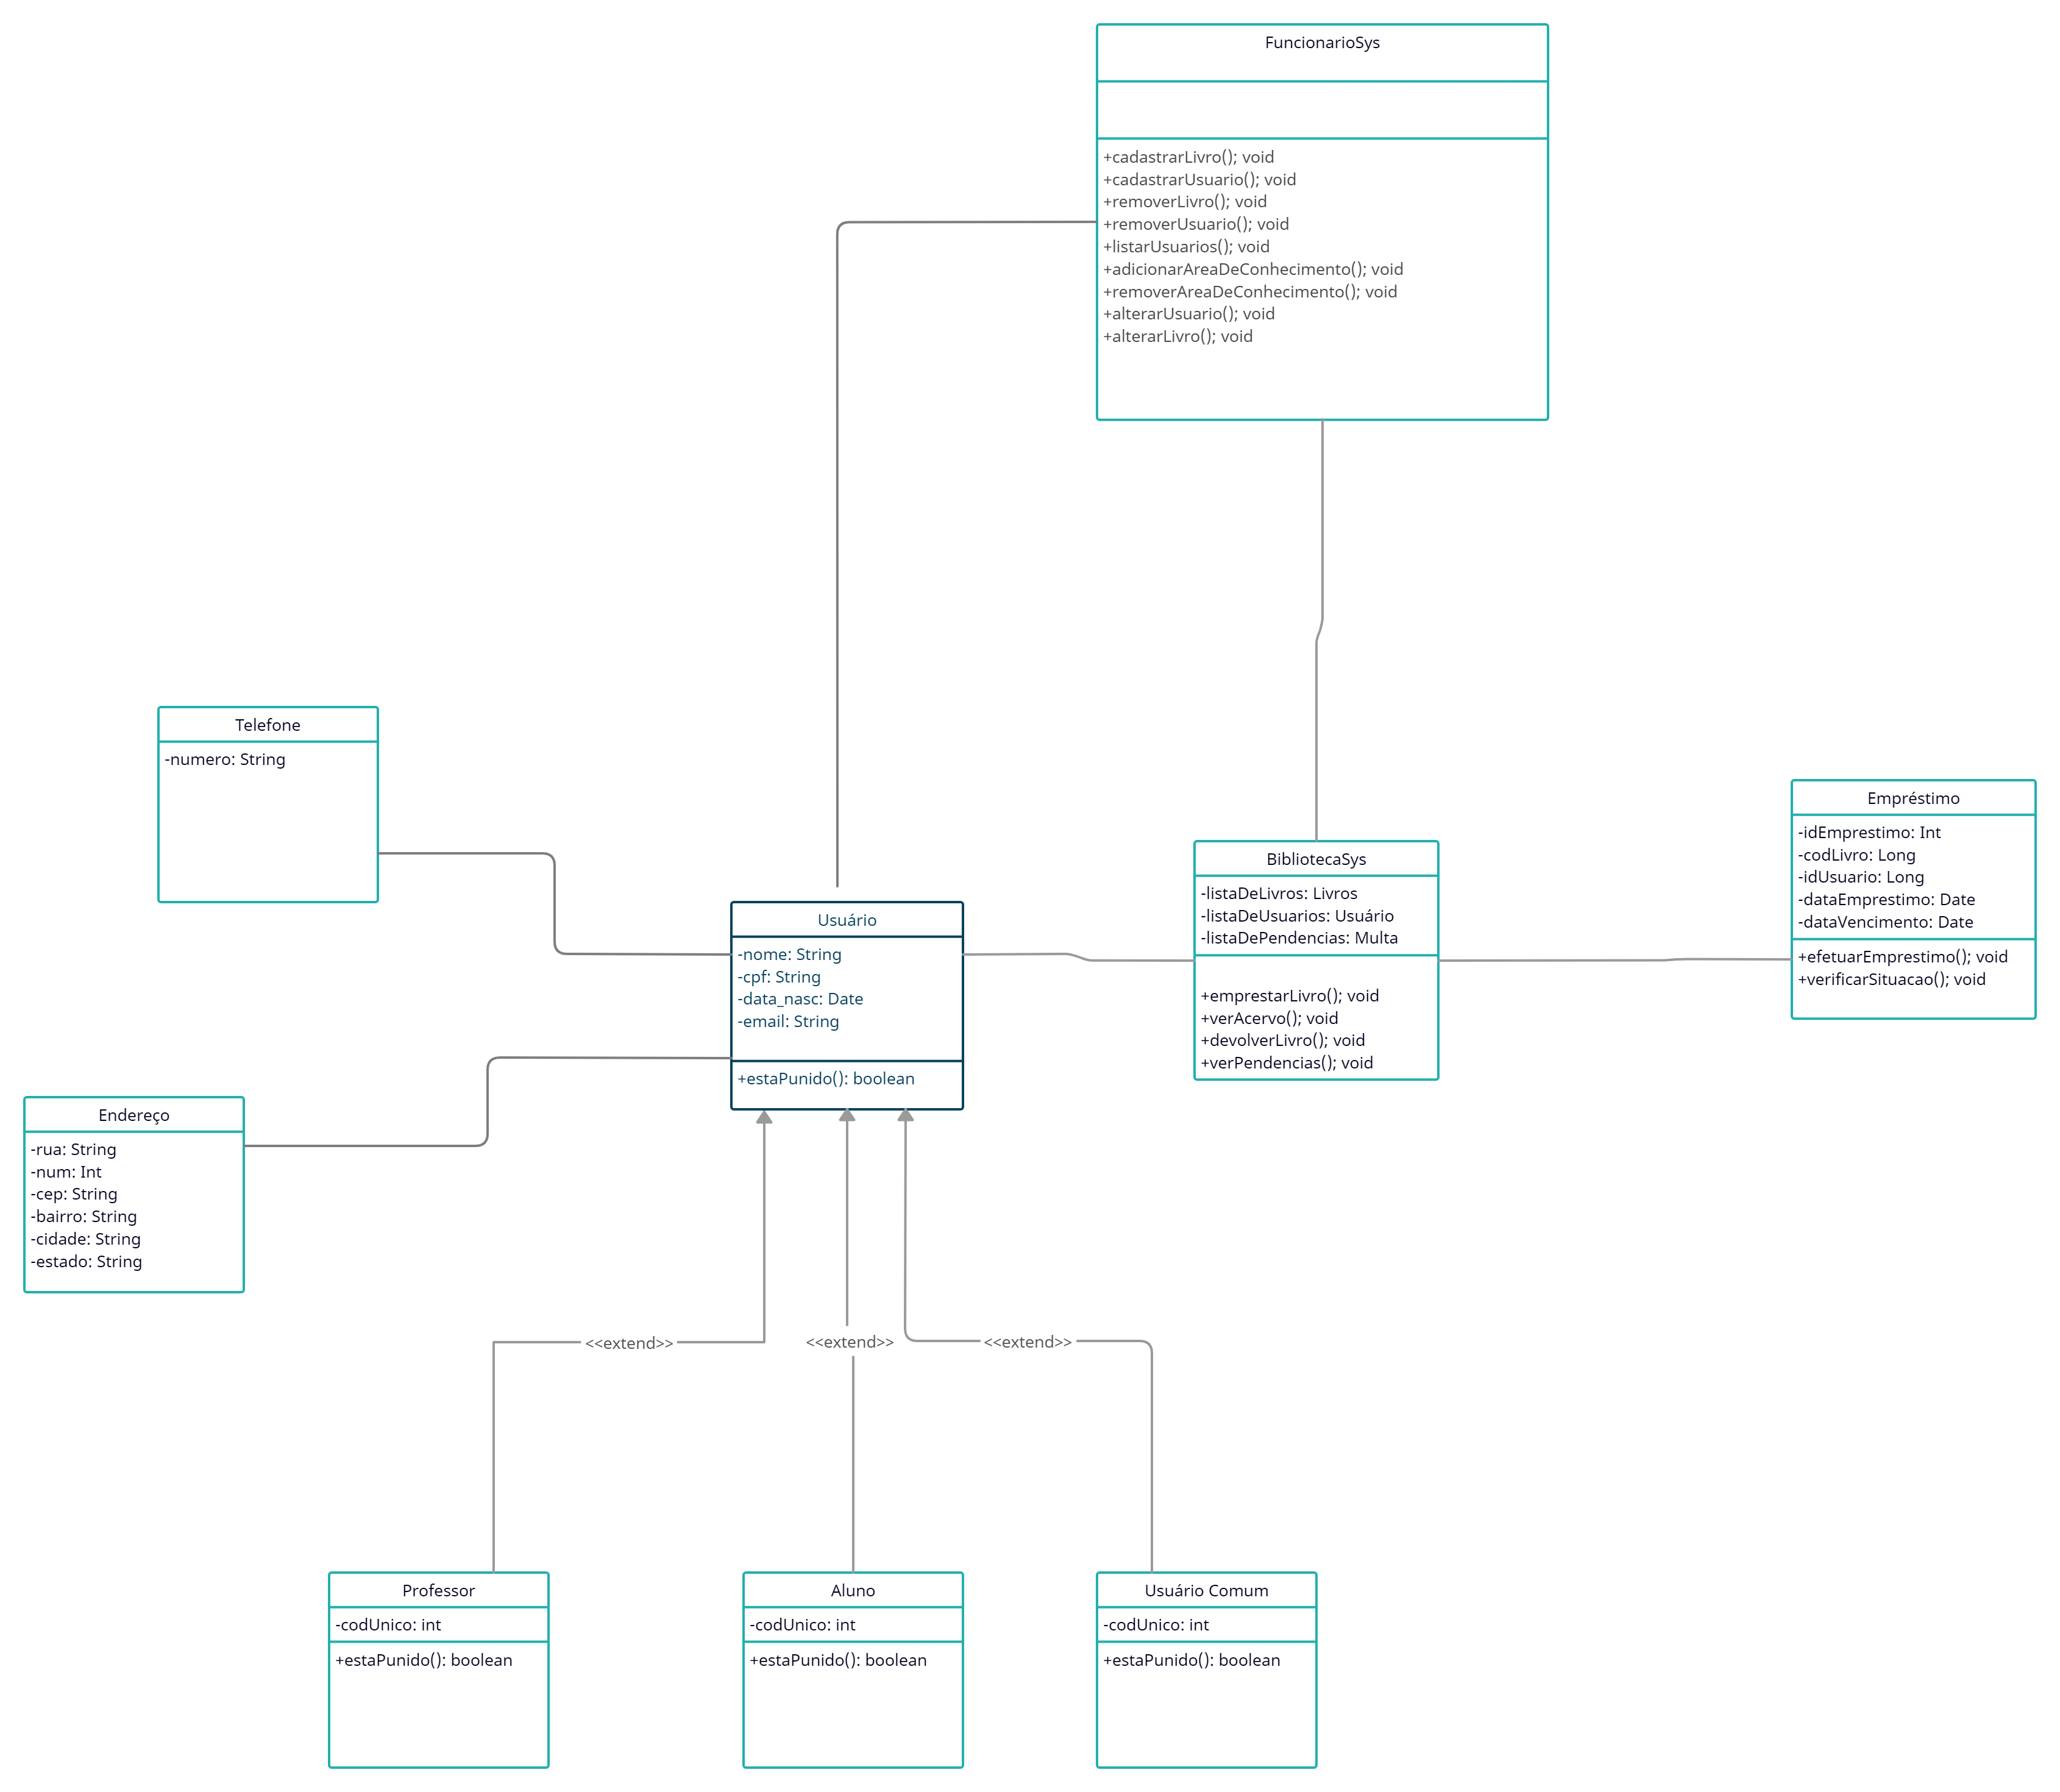 FuncionarioSys
+cadastrarLivro(); void
+cadastrarUsuario(); void
+removerLivro(); void
+removerUsuario(); void
+listarUsuarios(); void
+adicionarAreaDeConhecimento(); void
+removerAreaDeConhecimento(); void
+alterarUsuario(); void
+alterarLivro(); void
Telefone
-numero: String
Empréstimo
-idEmprestimo: Int
-codLivro: Long
-idUsuario: Long
-dataEmprestimo: Date
-dataVencimento: Date
+efetuarEmprestimo(); void
+verificarSituacao(); void
BibliotecaSys
-listaDeLivros: Livros
-listaDeUsuarios: Usuário
-listaDePendencias: Multa
+emprestarLivro(); void
+verAcervo(); void
+devolverLivro(); void
+verPendencias(); void
Usuário
-nome: String
-cpf: String
-data_nasc: Date
-email: String
+estaPunido(): boolean
Endereço
-rua: String
-num: Int
-cep: String
-bairro: String
-cidade: String
-estado: String
<<extend>>
<<extend>>
<<extend>>
Professor
-codUnico: int
+estaPunido(): boolean
Aluno
-codUnico: int
+estaPunido(): boolean
Usuário Comum
-codUnico: int
+estaPunido(): boolean